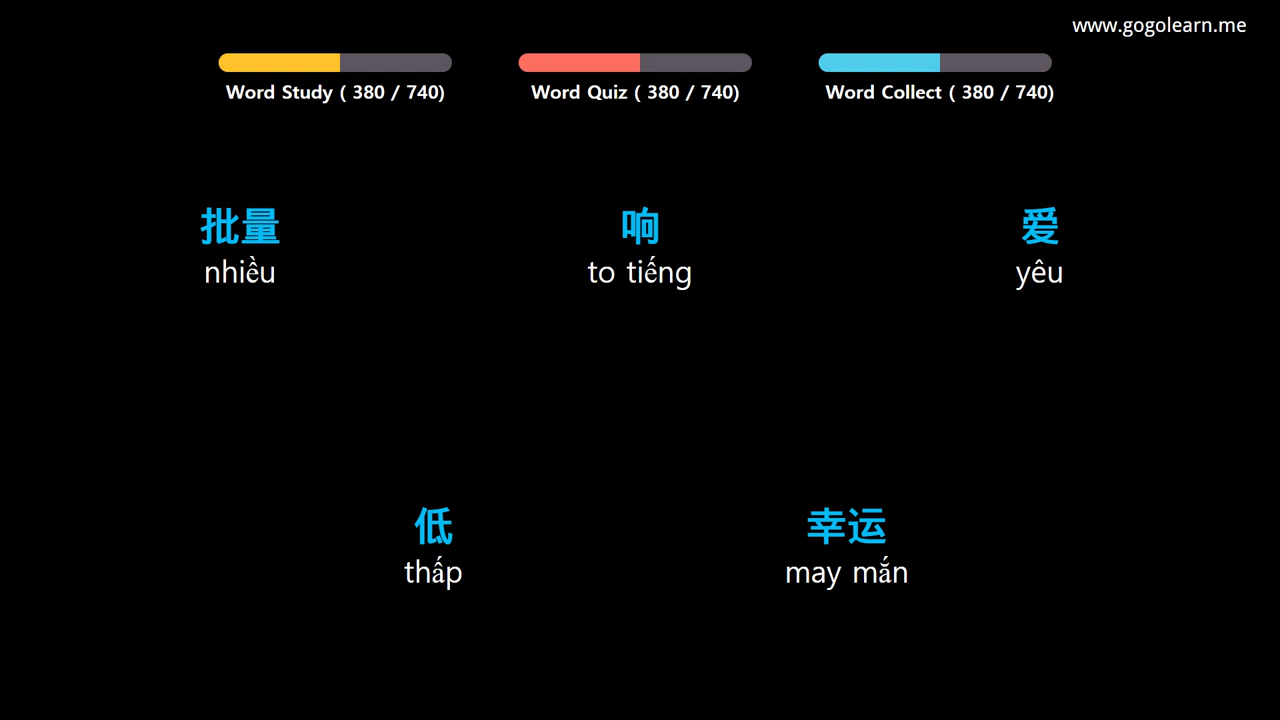 www.gogolearn.me
Word Study ( 380 / 740)
Word Quiz ( 380 / 740)
Word Collect ( 380 / 740)
批量
nhiều
响
to tiếng
爱
yêu
低
thấp
幸运
may mắn